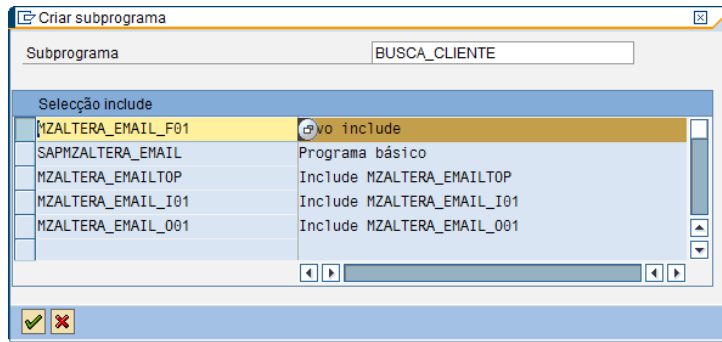 Criar subprograma
Subprograma BUSCA_CLIENTE
Selecção include
MZALTERA_EMAIL_F01 vo include
SAPMZALTERA_EMAIL Programa básico
MZALTERA_EMAILTOP Include MZALTERA_EMAILTOP
MZALTERA_EMAIL_I01 Include MZALTERA_EMAIL_I01
MZALTERA_EMAIL_O01 Include MZALTERA_EMAIL_O01